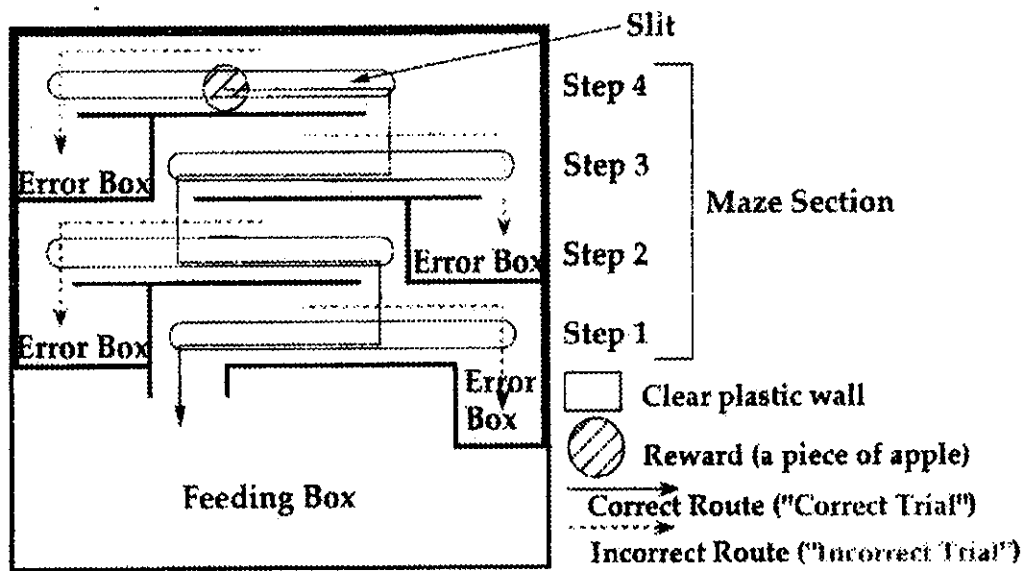 Slit
Step 4
Error Box
Step 3
Maze Section
Error Box
Step 2
Error Box
Step 1
Error
Box
Clear plastic wall
Reward (a piece of apple)
Feeding Box
Correct Route ("Correct Trial")
Incorrect Route ("Incorrect Trial")